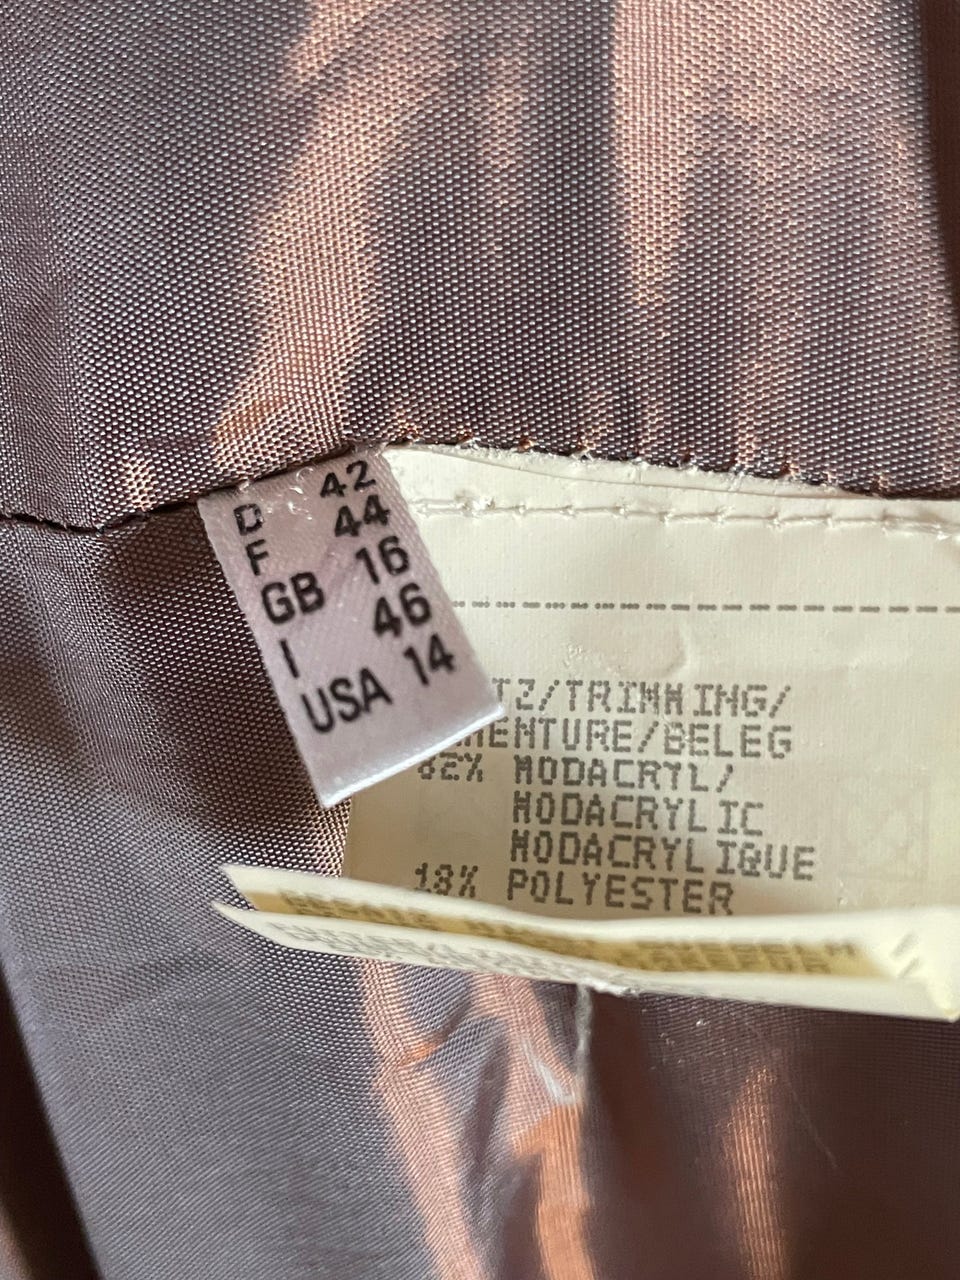 D 42
F 44
GB 16
I 46
USA 14
TZ/TRIMMING/
MENTURE/BELEG
82% MODACRYL/
MODACRYLIC
MODACRYLIQUE
18% POLYESTER